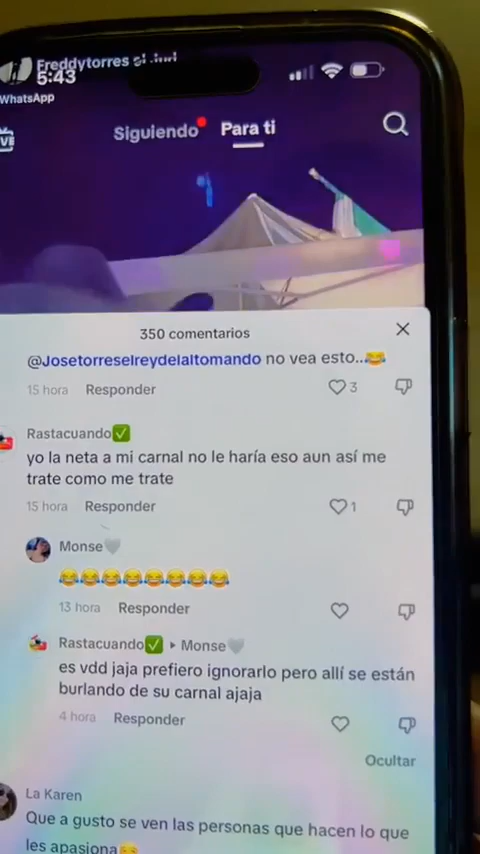 Freddytorres
5:43
WhatsApp
Siguiendo
Para ti
350 comentarios
@Josetorreselreydelaltomando no vea esto..😂
15 hora Responder 3
Rastacuando✅
yo la neta a mi carnal no le haría eso aun así me
trate como me trate
15 hora Responder 1
Monse🤍
😂😂😂😂😂😂😂😂
13 hora Responder
Rastacuando✅ ▸ Monse🤍
es vdd jaja prefiero ignorarlo pero allí se están
burlando de su carnal ajaja
4 hora Responder
Ocultar
La Karen
Que a gusto se ven las personas que hacen lo que
les apasiona